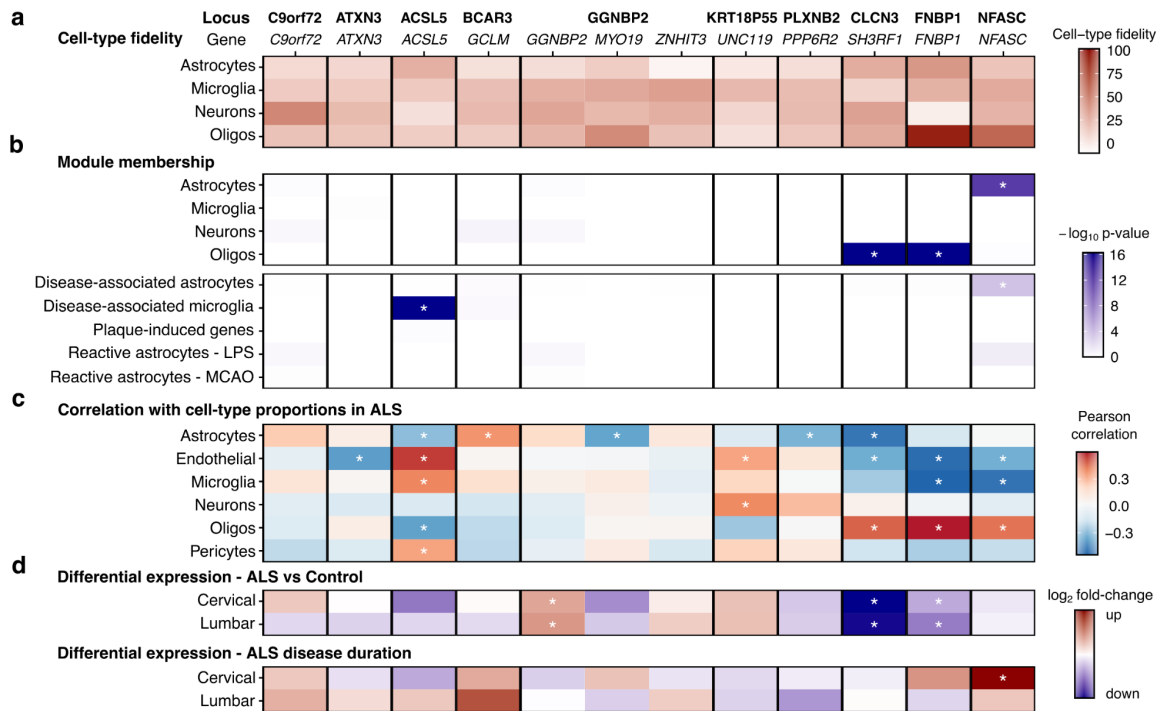 a Locus C9orf72 ATXN3 ACSL5 BCAR3 GGNBP2 KRT18P55 PLXNB2 CLCN3 FNBP1 NFASC
Cell-type fidelity Gene C9orf72 ATXN3 ACSL5 GCLM GGNBP2 MYO19 ZNHIT3 UNC119 PPP6R2 SH3RF1 FNBP1 NFASC
Astrocytes
Microglia
Neurons
Oligos
Cell–type fidelity
100
75
50
25
0
b
Module membership
Astrocytes *
Microglia
Neurons
Oligos * *
Disease-associated astrocytes *
Disease-associated microglia *
Plaque-induced genes
Reactive astrocytes - LPS
Reactive astrocytes - MCAO
−log10 p-value
16
12
8
4
0
c
Correlation with cell-type proportions in ALS
Astrocytes * * * * *
Endothelial * * * * * *
Microglia * * *
Neurons *
Oligos * * * *
Pericytes *
Pearson
correlation
0.3
0.0
−0.3
d
Differential expression - ALS vs Control
Cervical * * *
Lumbar * * *
Differential expression - ALS disease duration
Cervical *
Lumbar
log2 fold-change
up
down